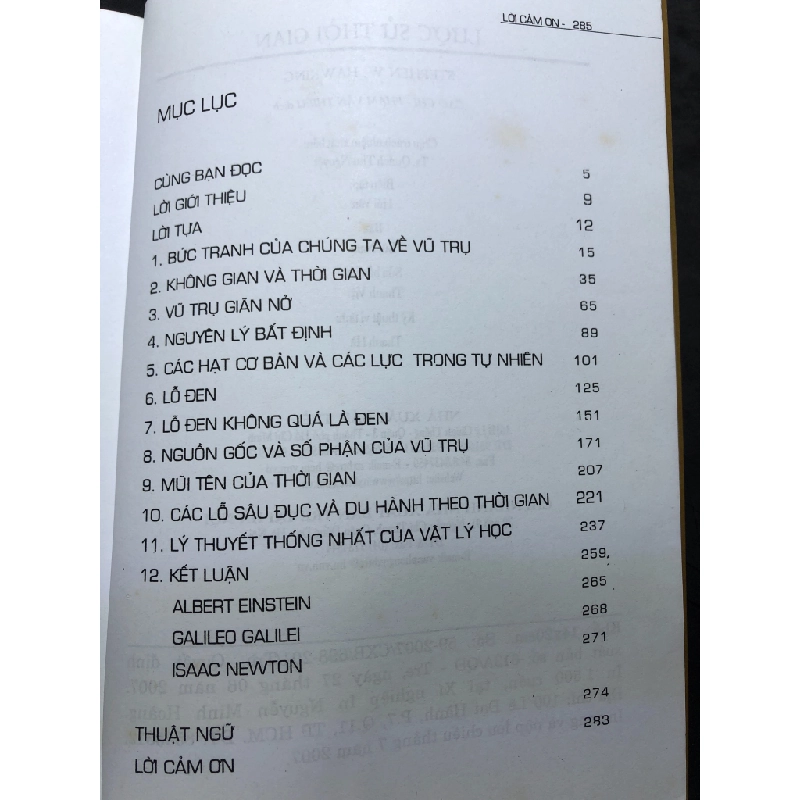 LỜI CẢM ƠN - 285
MỤC LỤC
CÙNG BẠN ĐỌC 5
LỜI GIỚI THIỆU 9
LỜI TỰA 12
1. BỨC TRANH CỦA CHÚNG TA VỀ VŨ TRỤ 15
2. KHÔNG GIAN VÀ THỜI GIAN 35
3. VŨ TRỤ GIÃN NỞ 65
4. NGUYÊN LÝ BẤT ĐỊNH 89
5. CÁC HẠT CƠ BẢN VÀ CÁC LỰC TRONG TỰ NHIÊN 101
6. LỖ ĐEN 125
7. LỖ ĐEN KHÔNG QUÁ LÀ ĐEN 151
8. NGUỒN GỐC VÀ SỐ PHẬN CỦA VŨ TRỤ 171
9. MŨI TÊN CỦA THỜI GIAN 207
10. CÁC LỖ SÂU ĐỤC VÀ DU HÀNH THEO THỜI GIAN 221
11. LÝ THUYẾT THỐNG NHẤT CỦA VẬT LÝ HỌC 237
12. KẾT LUẬN 259
ALBERT EINSTEIN 265
GALILEO GALILEI 268
ISAAC NEWTON 271
THUẬT NGỮ 274
LỜI CẢM ƠN 283